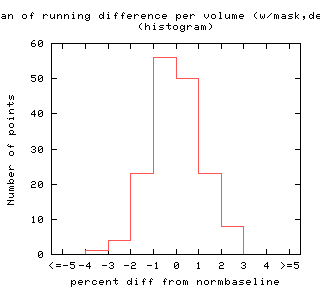 an of running difference per volume (w/mask,de
(histogram)
60
50
40
30
20
10
0
Number of points
<=-5 -4 -3 -2 -1 0 1 2 3 4 >=5
percent diff from normbaseline